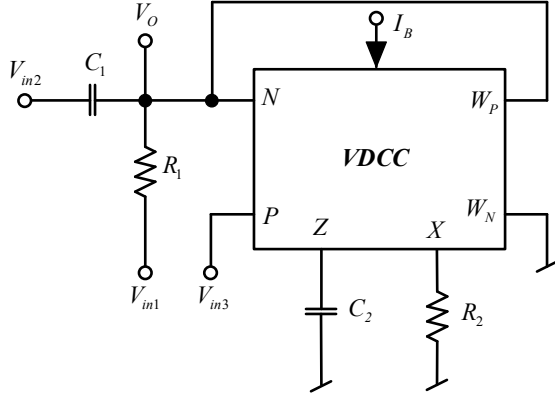 V_O
I_B
V_in2
C_1
N
W_P
VDCC
R_1
P
W_N
Z
X
V_in1
V_in3
C_2
R_2